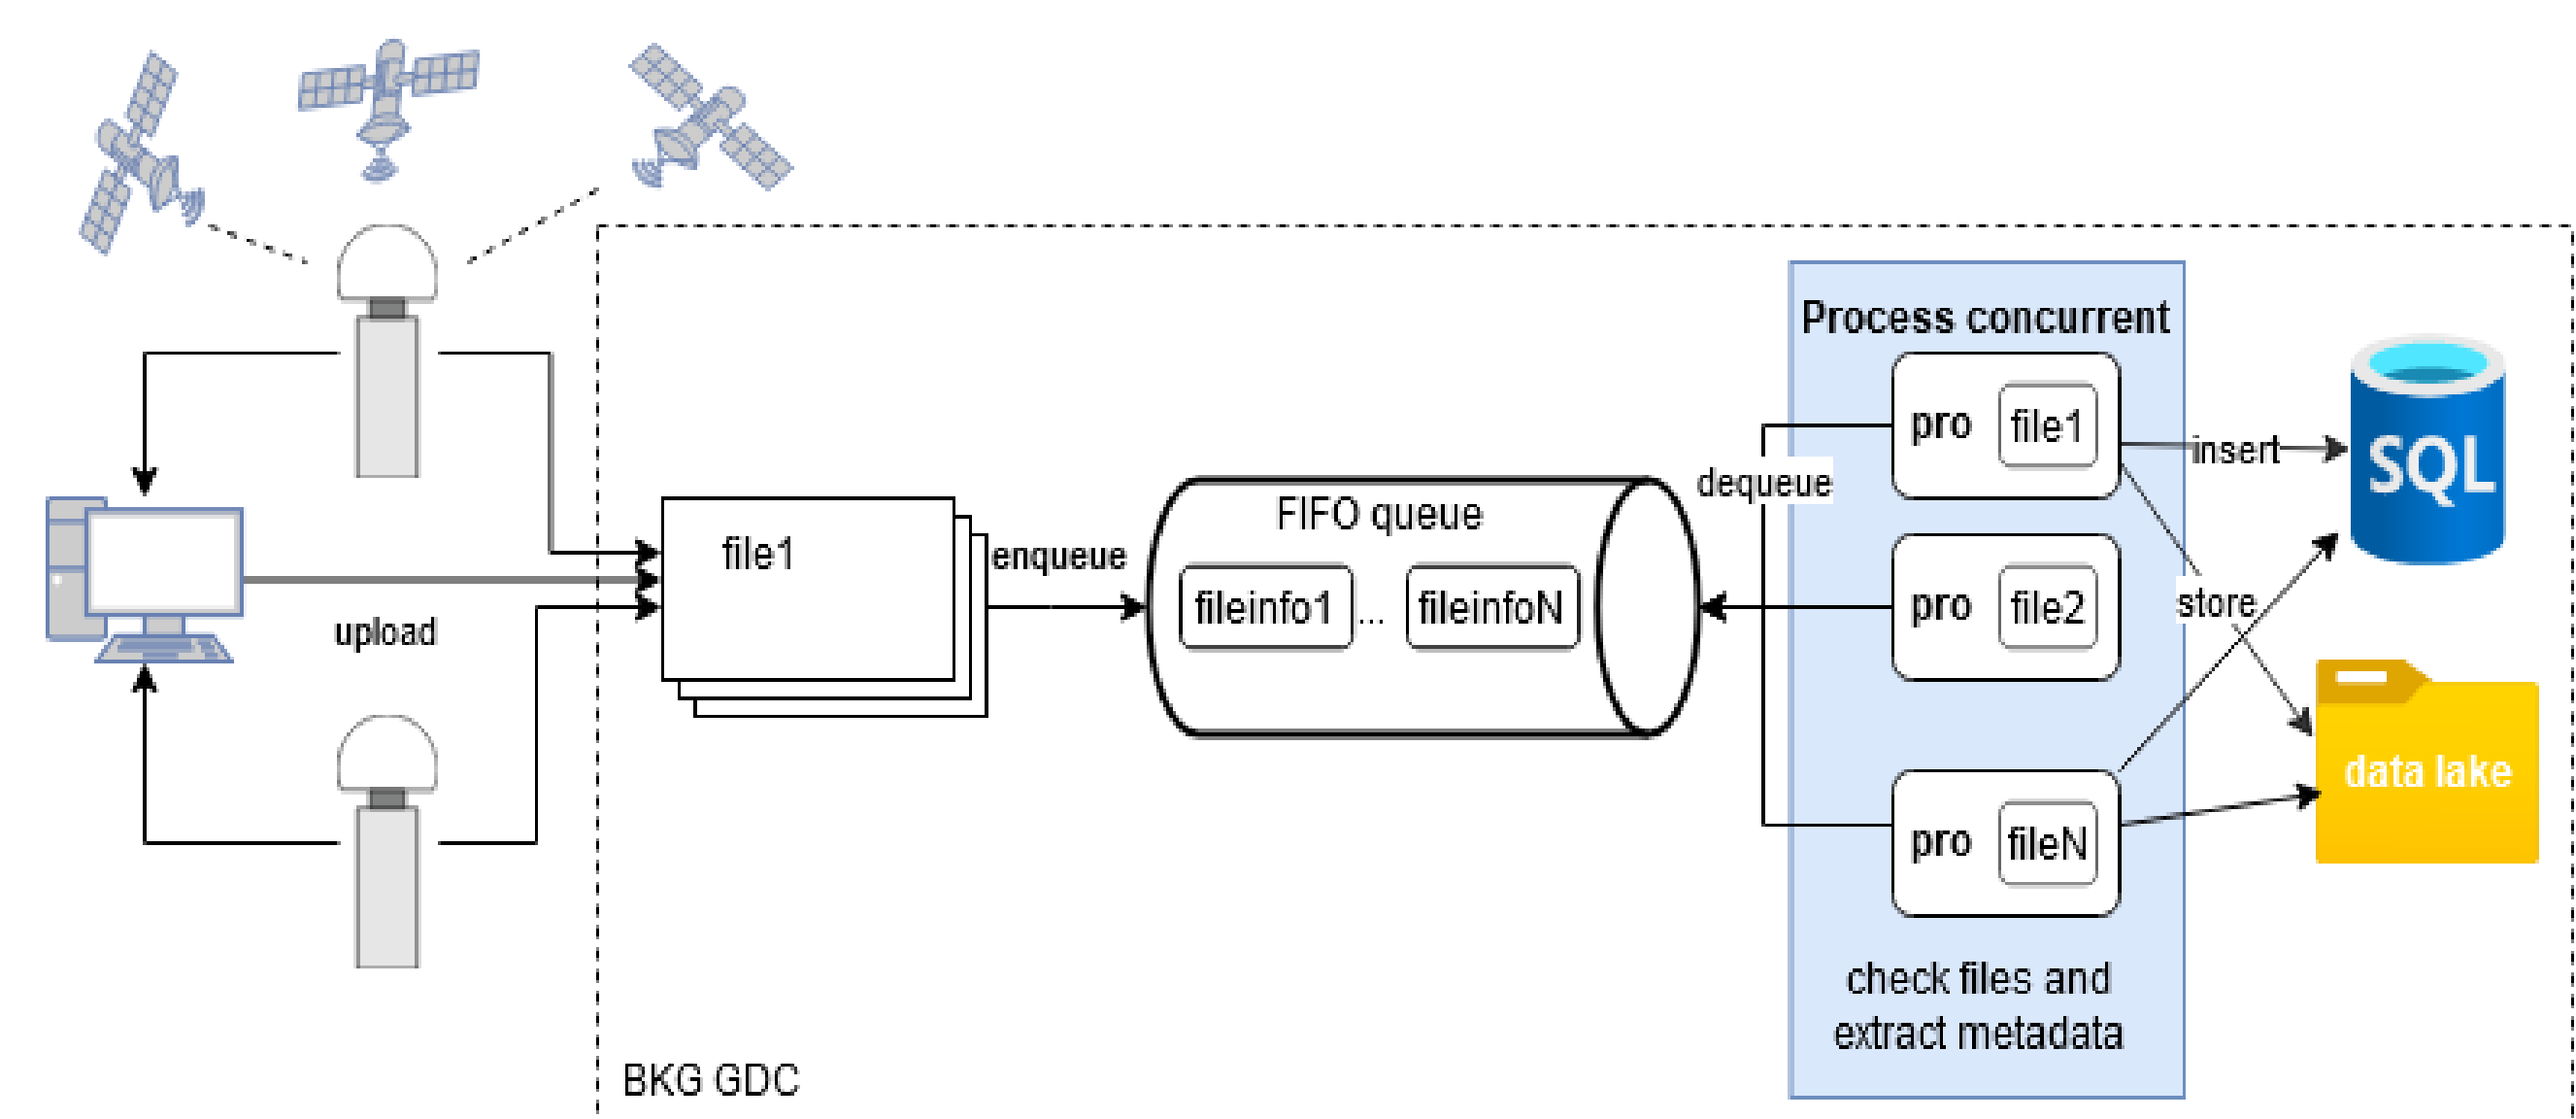 upload
file1
enqueue
FIFO queue
fileinfo1 ... fileinfoN
dequeue
Process concurrent
pro file1
pro file2
pro fileN
check files and
extract metadata
insert
store
SQL
data lake
BKG GDC